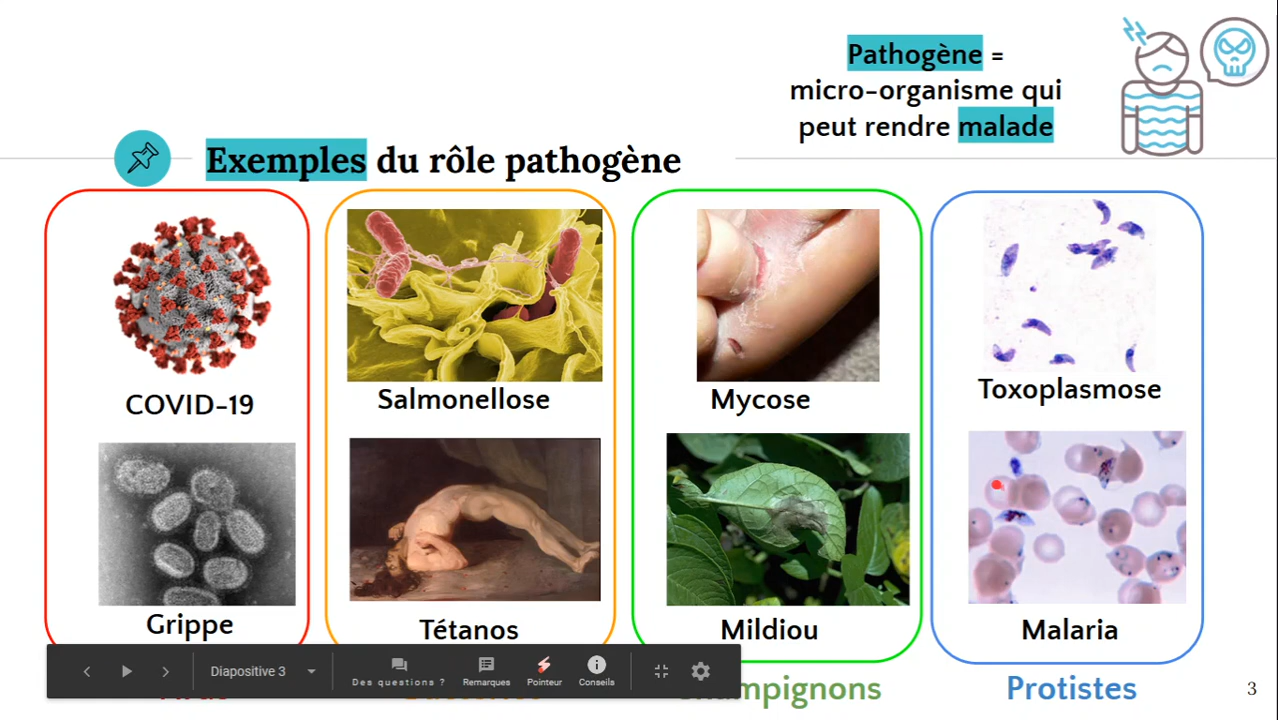 Pathogène =
micro-organisme qui
peut rendre malade
Exemples du rôle pathogène
COVID-19
Salmonellose
Mycose
Toxoplasmose
Grippe
Tétanos
Mildiou
Malaria
Protistes
Diapositive 3
Des questions ?
Remarques
Pointeur
Conseils
3